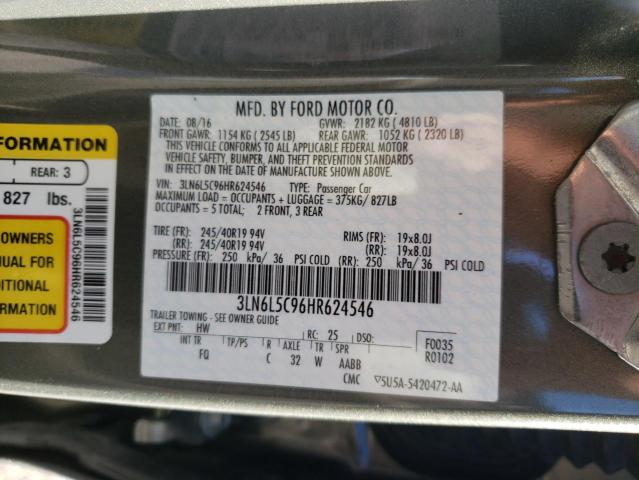 FORMATION
REAR: 3
827 lbs.
OWNERS
NUAL FOR
DITIONAL
MATION
3LN6L5C96HR624546
MFD. BY FORD MOTOR CO.
DATE: 08/16 GVWR: 2182 KG ( 4810 LB)
FRONT GAWR: 1154 KG ( 2545 LB) REAR GAWR: 1052 KG ( 2320 LB)
THIS VEHICLE CONFORMS TO ALL APPLICABLE FEDERAL MOTOR
VEHICLE SAFETY, BUMPER, AND THEFT PREVENTION STANDARDS
IN EFFECT ON THE DATE OF MANUFACTURE SHOWN ABOVE.
VIN: 3LN6L5C96HR624546 TYPE: Passenger Car
MAXIMUM LOAD = OCCUPANTS + LUGGAGE = 375KG/ 827LB
OCCUPANTS = 5 TOTAL; 2 FRONT, 3 REAR
TIRE (FR): 245/40R19 94V RIMS (FR): 19x8.0J
(RR): 245/40R19 94V (RR): 19x8.0J
PRESSURE (FR): 250 kPa/ 36 PSI COLD (RR): 250 kPa/ 36 PSI COLD
3LN6L5C96HR624546
TRAILER TOWING - SEE OWNER GUIDE
EXT PNT: HW RC: 25 DSO: F0035
INT TR TP/PS R AXLE TR SPR R0102
FQ C 32 W AABB
CMC 5U5A-5420472-AA